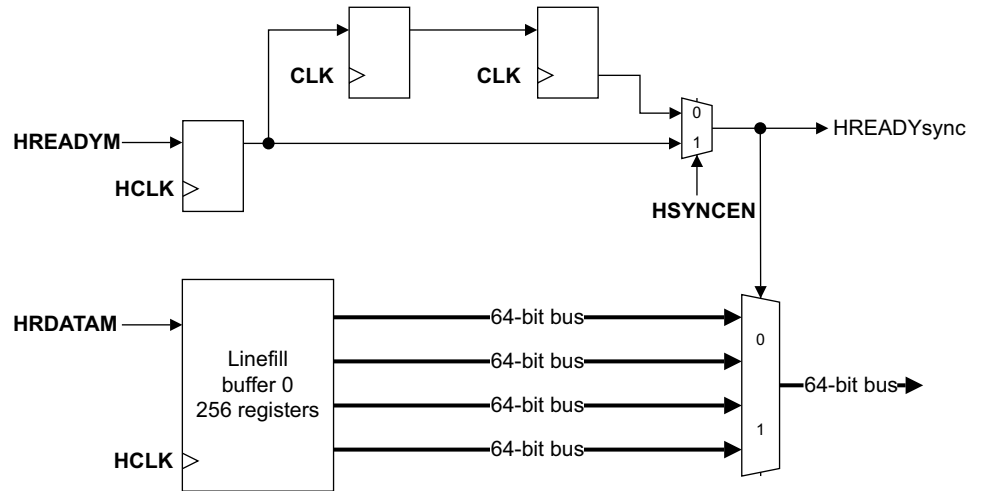 CLK
CLK
HREADYM
0
1
HREADYsync
HCLK
HSYNCEN
HRDATAM
Linefill
buffer 0
256 registers
HCLK
64-bit bus
64-bit bus
64-bit bus
64-bit bus
0
1
64-bit bus